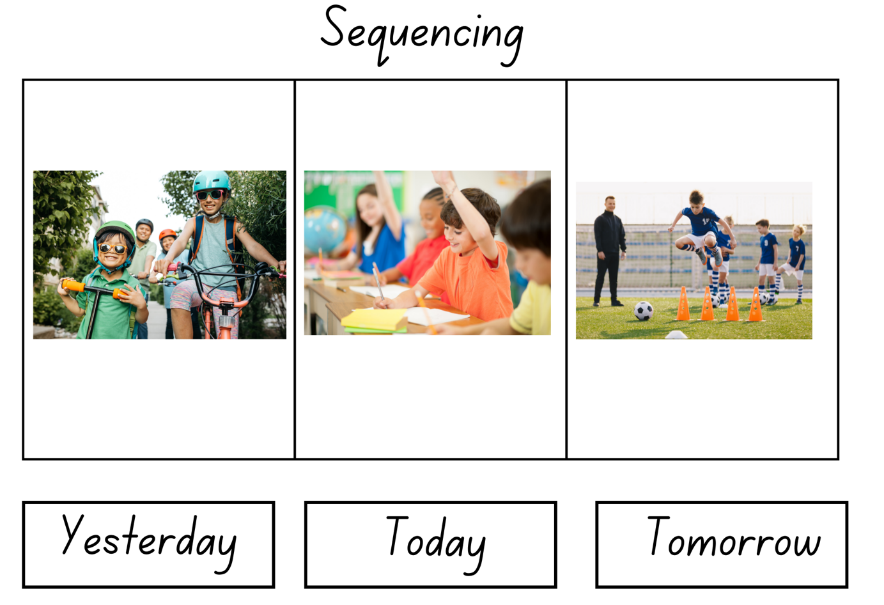 Sequencing
Yesterday
Today
Tomorrow